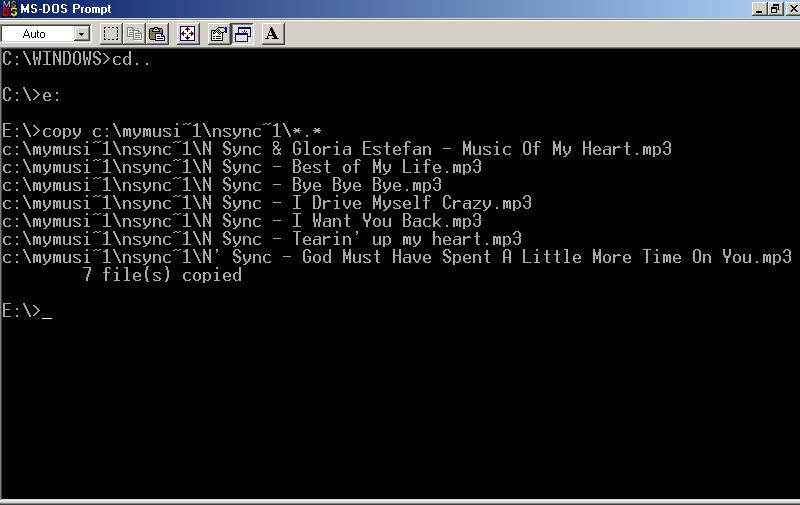 MS-DOS Prompt
Auto
A
C:\WINDOWS>cd..
C:\>e:
E:\>copy c:\mymusi~1\nsync~1\*.*
c:\mymusi~1\nsync~1\N Sync & Gloria Estefan - Music Of My Heart.mp3
c:\mymusi~1\nsync~1\N Sync - Best of My Life.mp3
c:\mymusi~1\nsync~1\N Sync - Bye Bye Bye.mp3
c:\mymusi~1\nsync~1\N Sync - I Drive Myself Crazy.mp3
c:\mymusi~1\nsync~1\N Sync - I Want You Back.mp3
c:\mymusi~1\nsync~1\N Sync - Tearin' up my heart.mp3
c:\mymusi~1\nsync~1\N' Sync - God Must Have Spent A Little More Time On You.mp3
7 file(s) copied
E:\>_